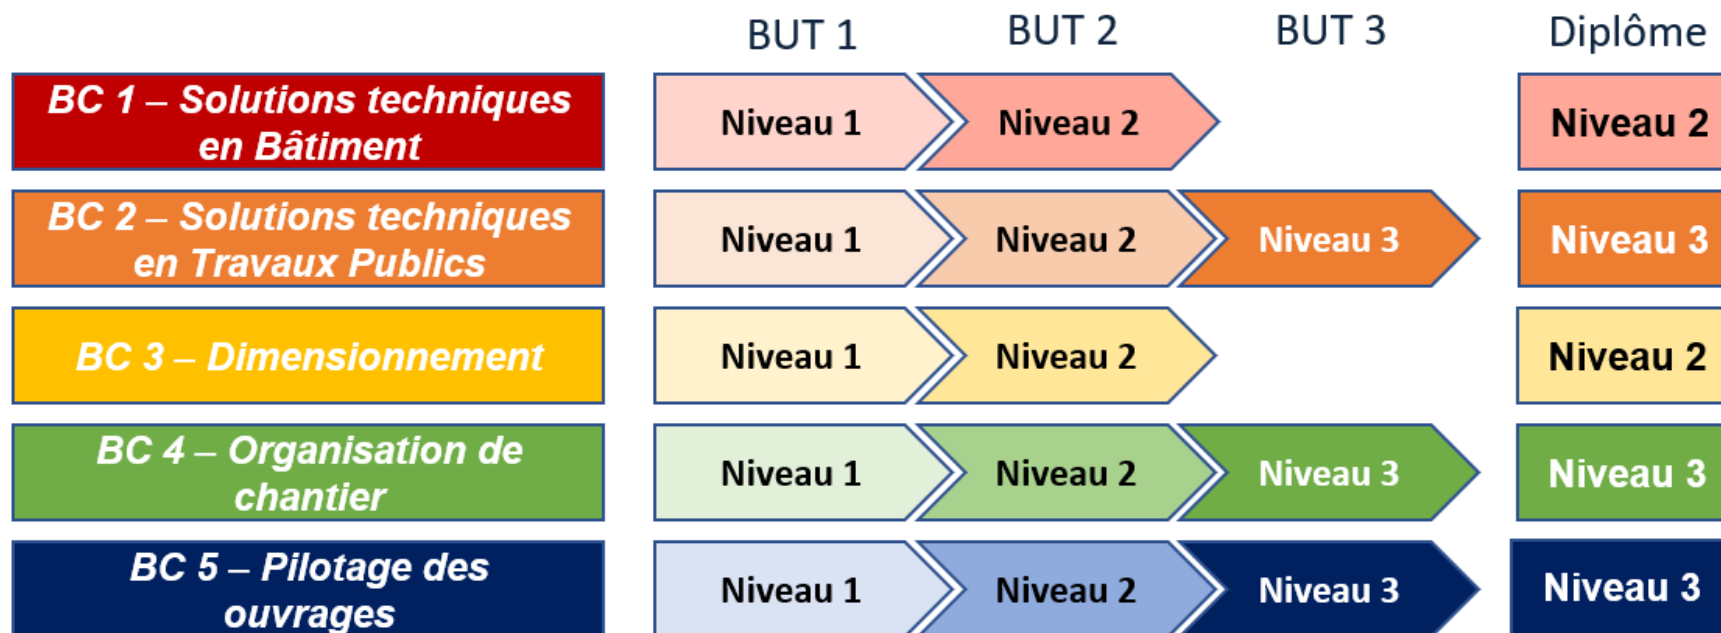 BUT 1 BUT 2 BUT 3 Diplôme
BC 1 – Solutions techniques
en Bâtiment
Niveau 1 Niveau 2 Niveau 2
BC 2 – Solutions techniques
en Travaux Publics
Niveau 1 Niveau 2 Niveau 3 Niveau 3
BC 3 – Dimensionnement
Niveau 1 Niveau 2 Niveau 2
BC 4 – Organisation de
chantier
Niveau 1 Niveau 2 Niveau 3 Niveau 3
BC 5 – Pilotage des
ouvrages
Niveau 1 Niveau 2 Niveau 3 Niveau 3